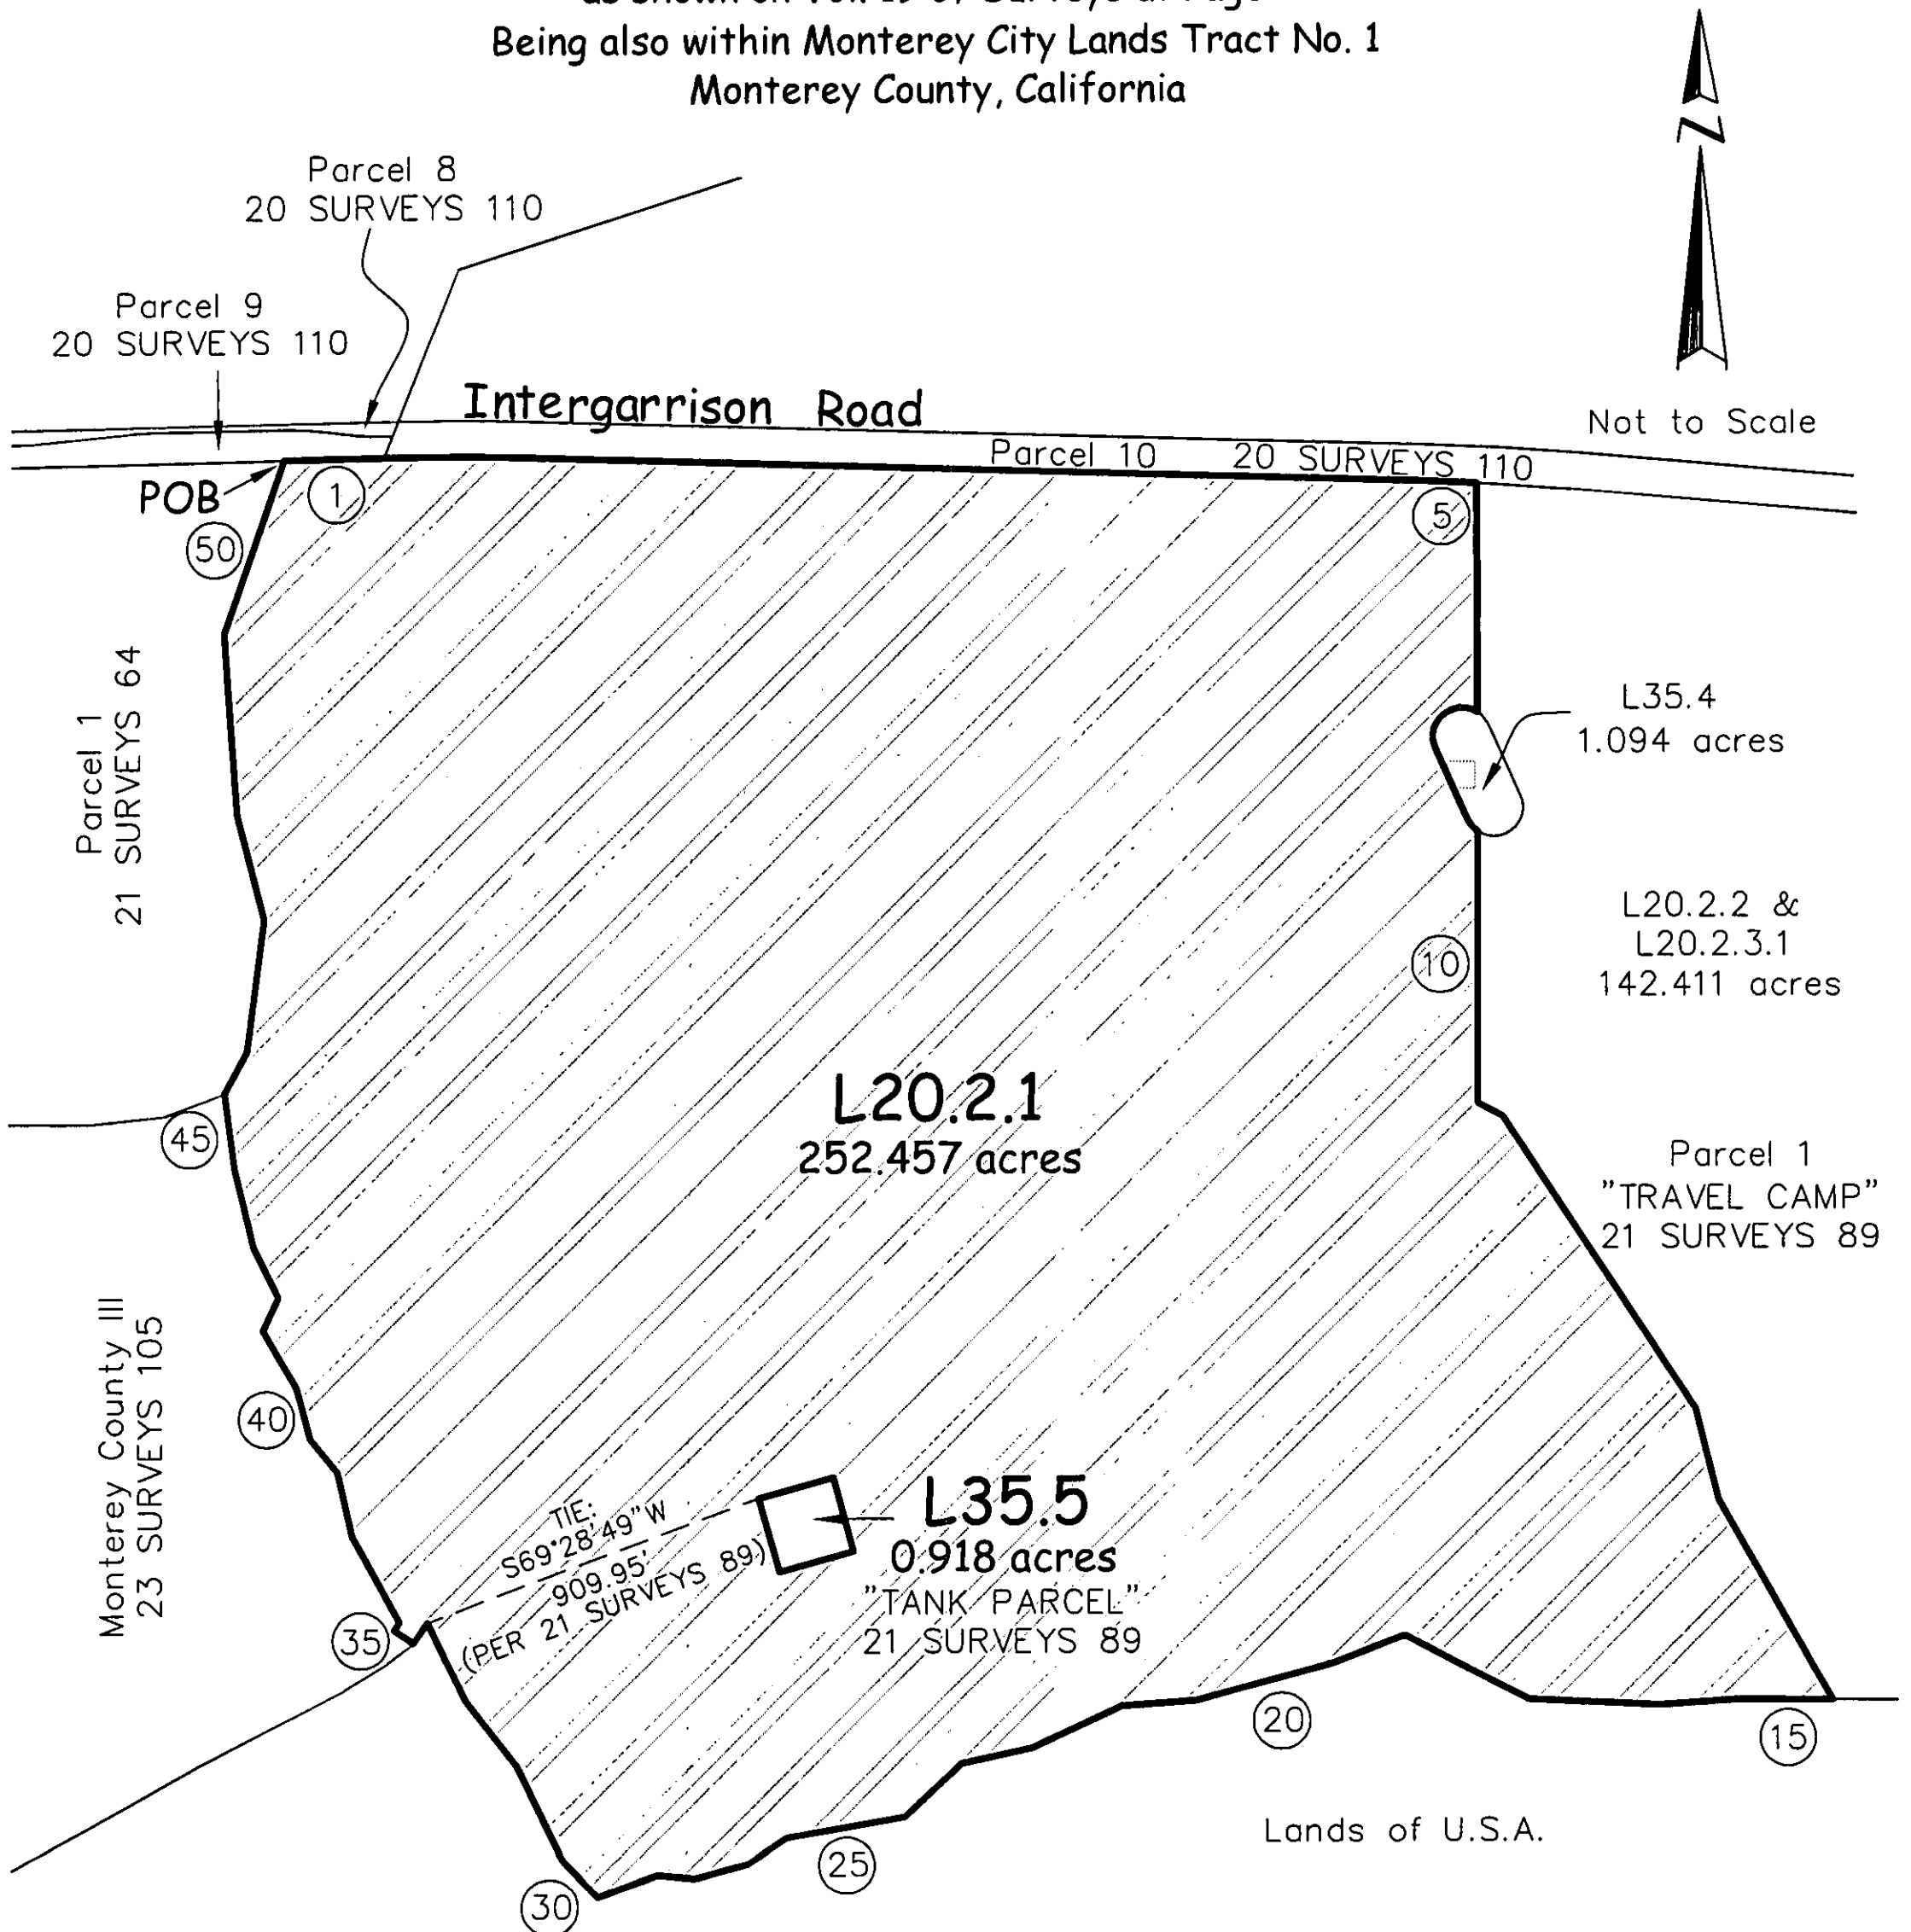 Being also within Monterey City Lands Tract No. 1
Monterey County, California
N
Parcel 8
20 SURVEYS 110
Parcel 9
20 SURVEYS 110
Intergarrison Road
Not to Scale
Parcel 10 20 SURVEYS 110
POB
1
5
50
Parcel 1
21 SURVEYS 64
L35.4
1.094 acres
L20.2.2 &
L20.2.3.1
142.411 acres
10
L20.2.1
252.457 acres
45
Parcel 1
"TRAVEL CAMP"
21 SURVEYS 89
Monterey County III
23 SURVEYS 105
40
TIE:
S69°28'49"W
909.95'
(PER 21 SURVEYS 89)
L35.5
0.918 acres
"TANK PARCEL"
21 SURVEYS 89
35
20
15
Lands of U.S.A.
25
30